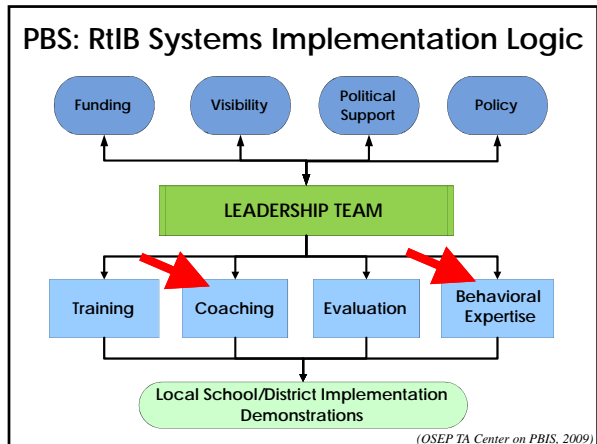 PBS: RtIB Systems Implementation Logic
Funding
Visibility
Political
Support
Policy
LEADERSHIP TEAM
Training
Coaching
Evaluation
Behavioral
Expertise
Local School/District Implementation
Demonstrations
(OSEP TA Center on PBIS, 2009)